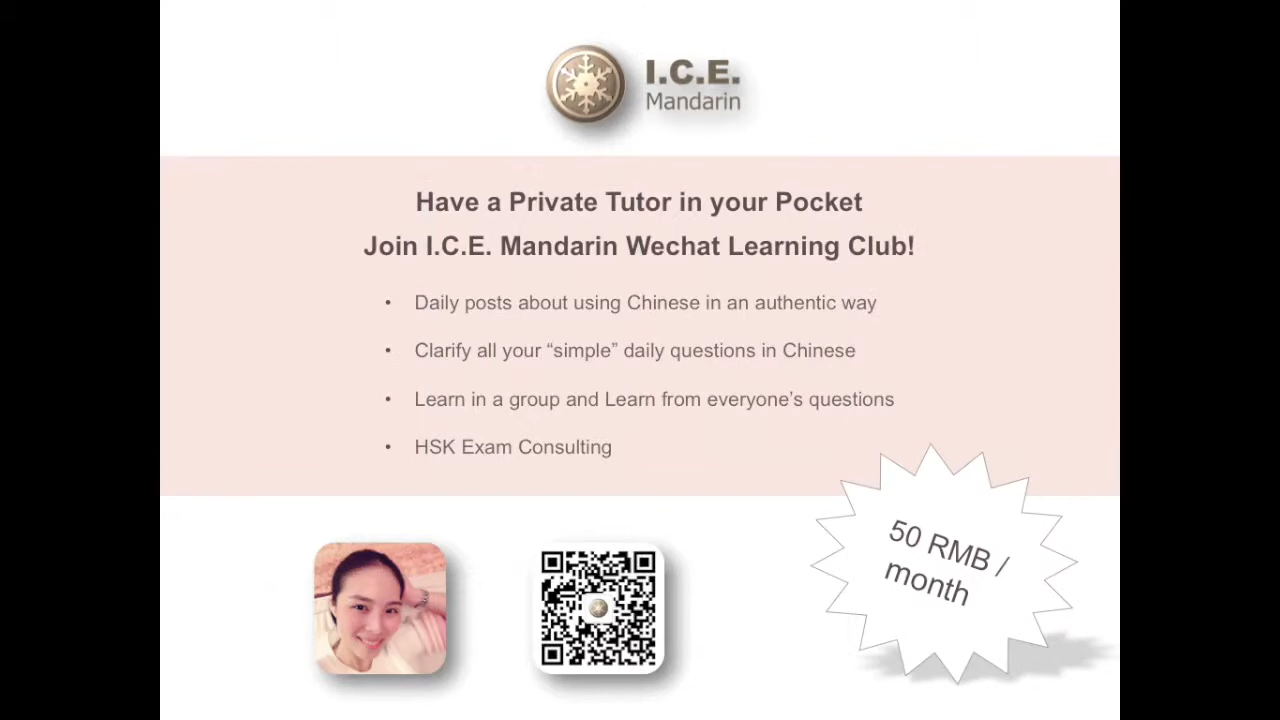 I.C.E.
Mandarin
Have a Private Tutor in your Pocket
Join I.C.E. Mandarin Wechat Learning Club!
• Daily posts about using Chinese in an authentic way
• Clarify all your “simple” daily questions in Chinese
• Learn in a group and Learn from everyone’s questions
• HSK Exam Consulting
50 RMB /
month